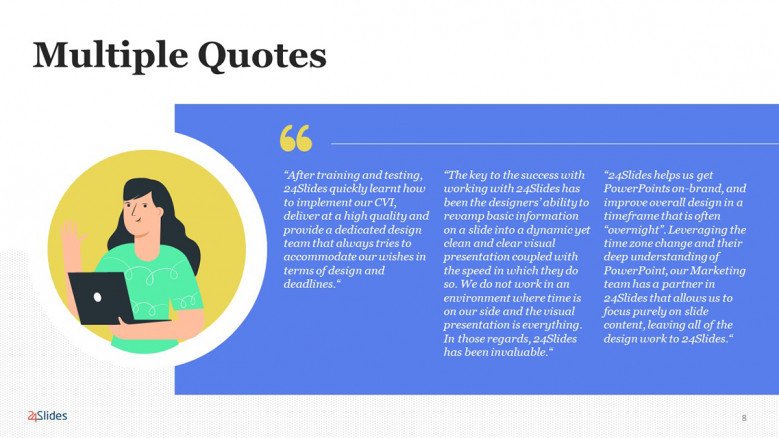 Multiple Quotes
“
“After training and testing,
24Slides quickly learnt how
to implement our CVI,
deliver at a high quality and
provide a dedicated design
team that always tries to
accommodate our wishes in
terms of design and
deadlines.“
“The key to the success with
working with 24Slides has
been the designers’ ability to
revamp basic information
on a slide into a dynamic yet
clean and clear visual
presentation coupled with
the speed in which they do
so. We do not work in an
environment where time is
on our side and the visual
presentation is everything.
In those regards, 24Slides
has been invaluable.“
“24Slides helps us get
PowerPoints on-brand, and
improve overall design in a
timeframe that is often
“overnight”. Leveraging the
time zone change and their
deep understanding of
PowerPoint, our Marketing
team has a partner in
24Slides that allows us to
focus purely on slide
content, leaving all of the
design work to 24Slides.“
24Slides
8